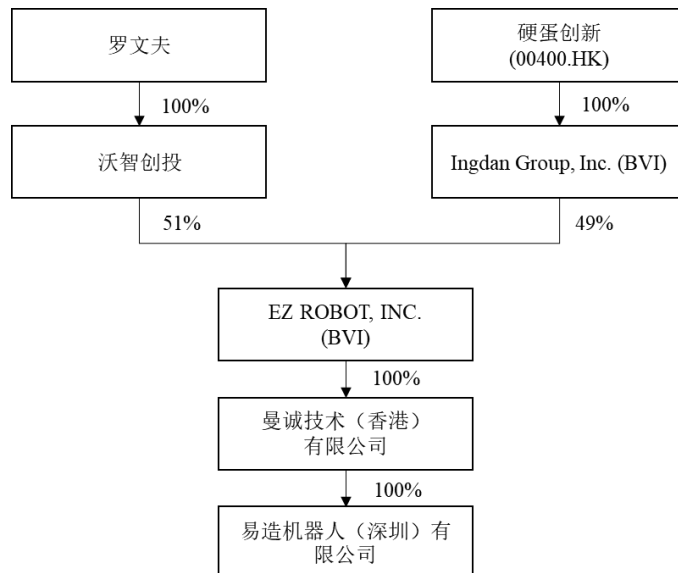 罗文夫
硬蛋创新
(00400.HK)
100%
100%
沃智创投
Ingdan Group, Inc. (BVI)
51%
49%
EZ ROBOT, INC.
(BVI)
100%
曼诚技术（香港）
有限公司
100%
易造机器人（深圳）有
限公司